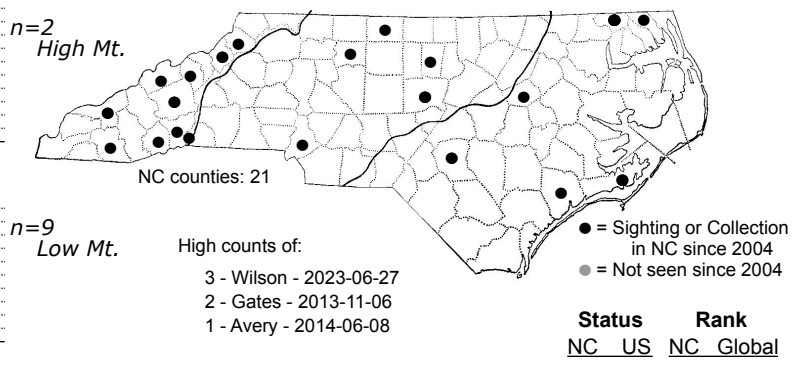 n=2
High Mt.
NC counties: 21
n=9
Low Mt.
High counts of:
3 - Wilson - 2023-06-27
2 - Gates - 2013-11-06
1 - Avery - 2014-06-08
= Sighting or Collection
in NC since 2004
= Not seen since 2004
Status Rank
NC US NC Global